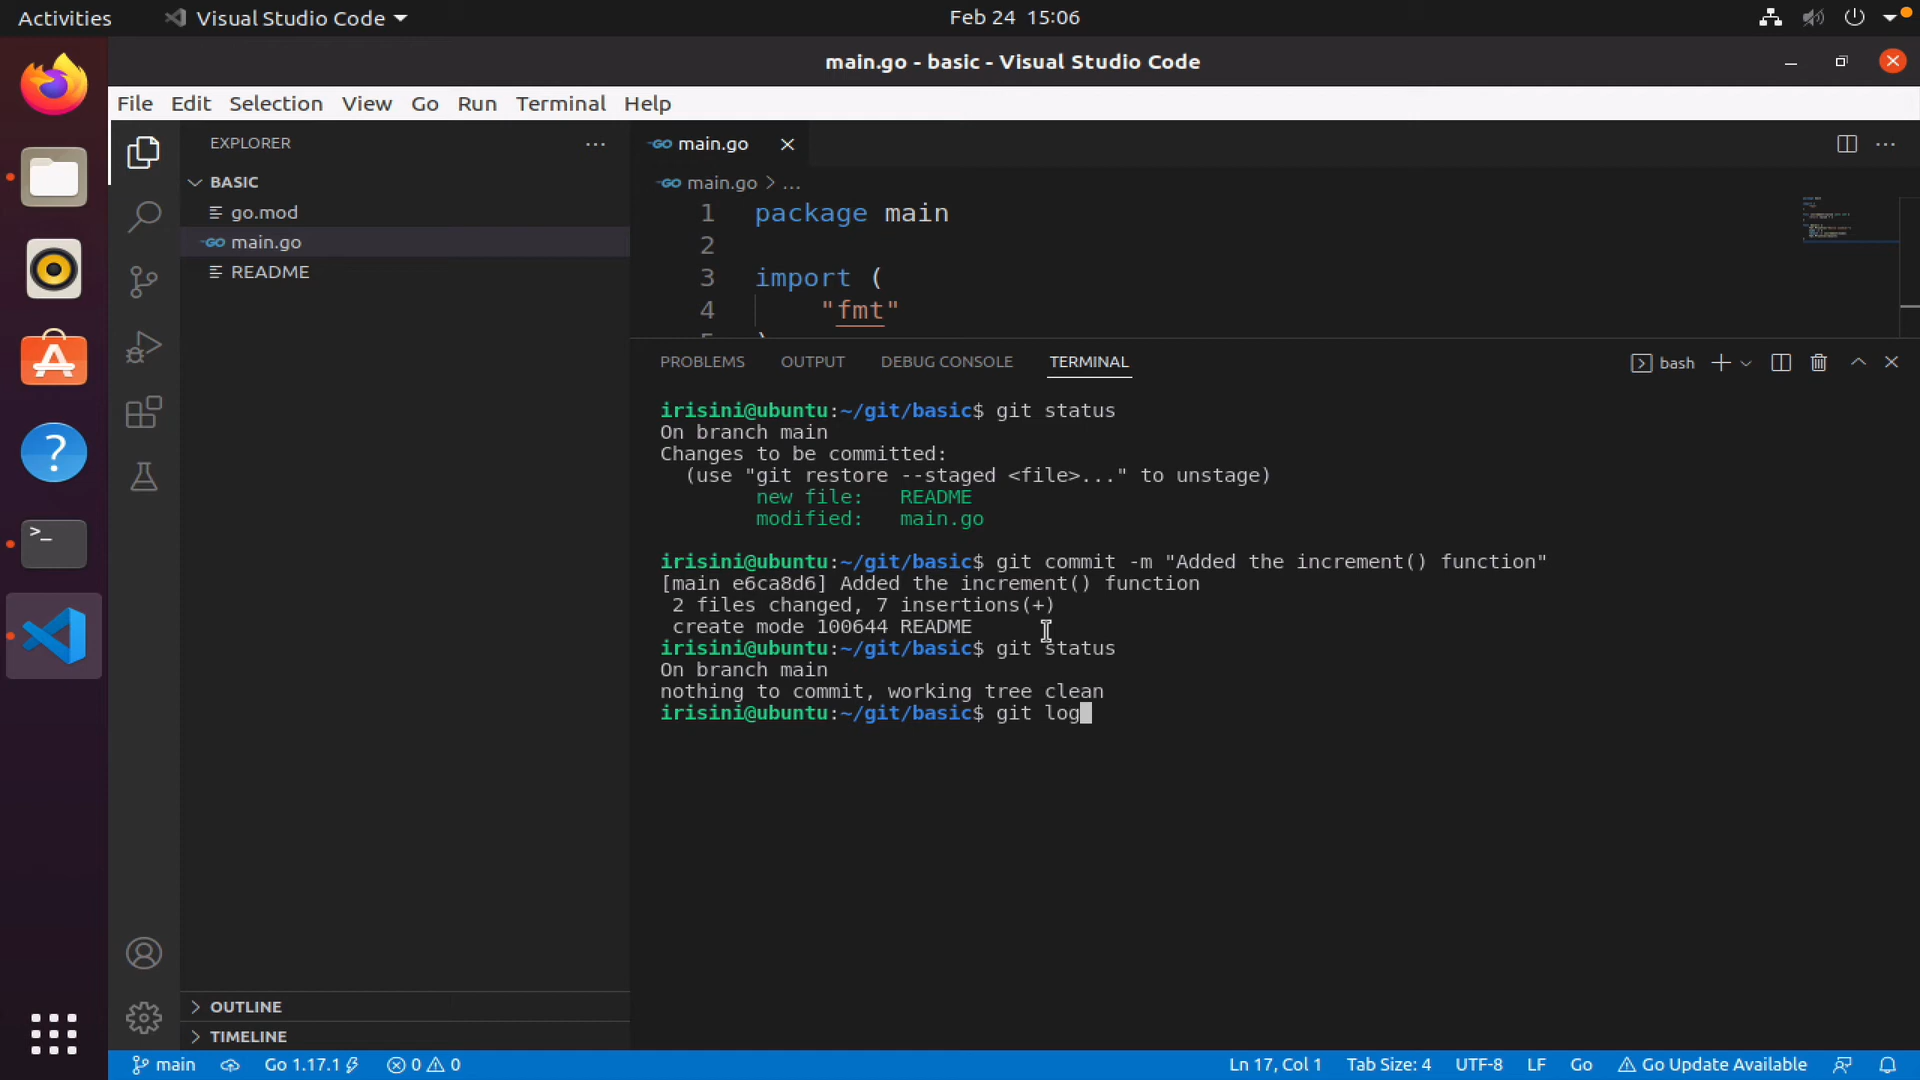 Activities
Visual Studio Code
Feb 24 15:06
main.go - basic - Visual Studio Code
File Edit Selection View Go Run Terminal Help
EXPLORER
BASIC
go.mod
main.go
README
OUTLINE
TIMELINE
main.go
main.go > ...
1 package main
2
3 import (
4 "fmt"
PROBLEMS OUTPUT DEBUG CONSOLE TERMINAL
bash
irisini@ubuntu:~/git/basic$ git status
On branch main
Changes to be committed:
(use "git restore --staged <file>..." to unstage)
new file: README
modified: main.go
irisini@ubuntu:~/git/basic$ git commit -m "Added the increment() function"
[main e6ca8d6] Added the increment() function
2 files changed, 7 insertions(+)
create mode 100644 README
irisini@ubuntu:~/git/basic$ git status
On branch main
nothing to commit, working tree clean
irisini@ubuntu:~/git/basic$ git log
main Go 1.17.1 0 0 Ln 17, Col 1 Tab Size: 4 UTF-8 LF Go Go Update Available